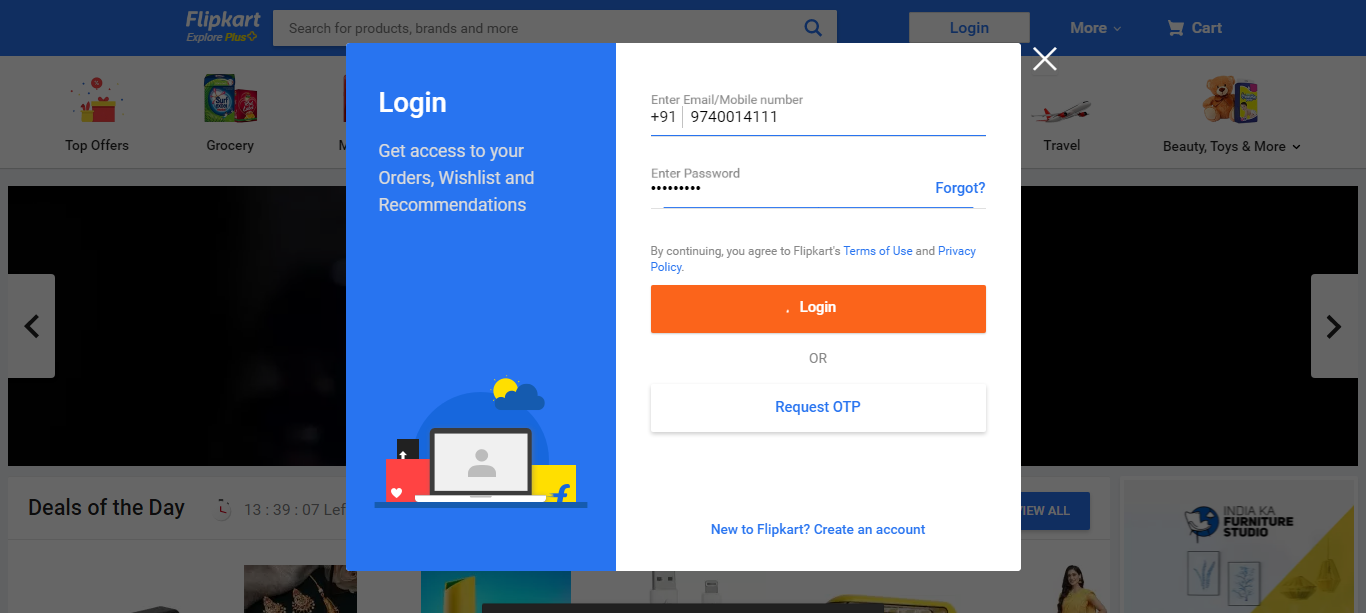 Flipkart
Explore Plus
Search for products, brands and more
Login
More
Cart
Top Offers
Grocery
M
Travel
Beauty, Toys & More
Login
Get access to your
Orders, Wishlist and
Recommendations
Enter Email/Mobile number
+91 9740014111
Enter Password
•••••••••
Forgot?
By continuing, you agree to Flipkart's Terms of Use and Privacy
Policy.
Login
OR
Request OTP
New to Flipkart? Create an account
Deals of the Day
13 : 39 : 07 Lef
VIEW ALL
INDIA KA
FURNITURE
STUDIO